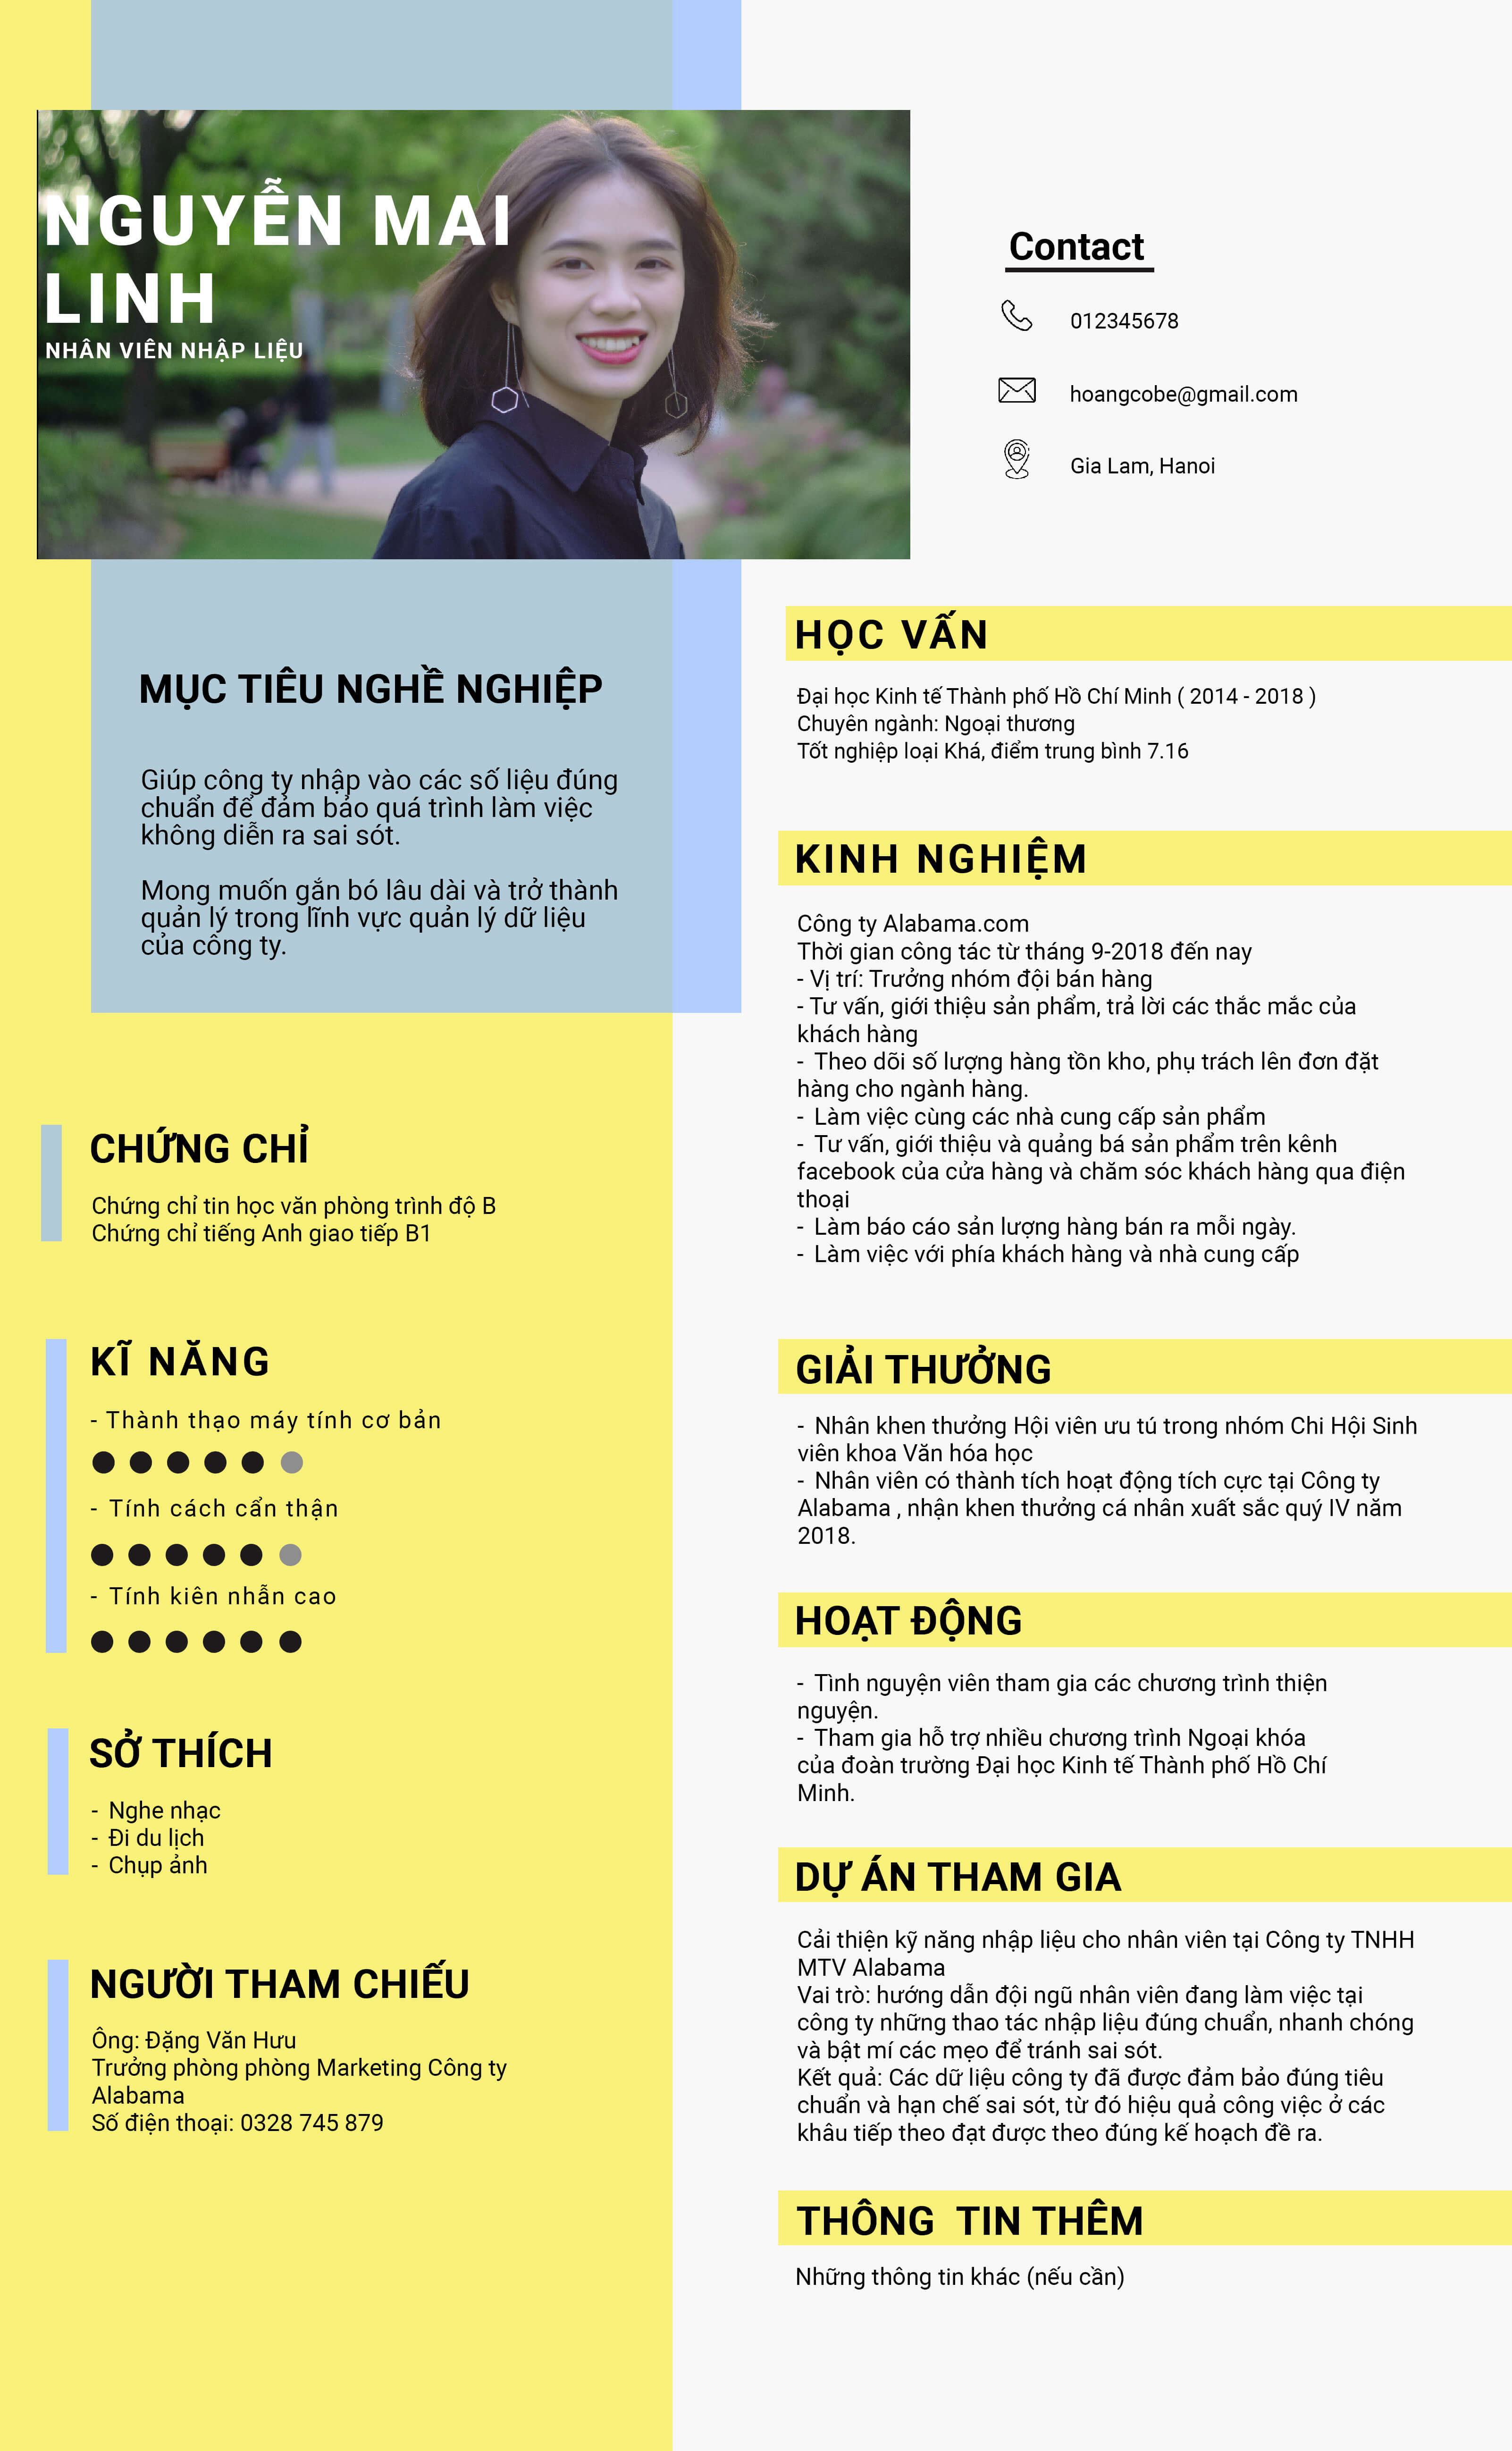 NGUYỄN MAI
LINH
NHÂN VIÊN NHẬP LIỆU
Contact
012345678
hoangcobe@gmail.com
Gia Lam, Hanoi
MỤC TIÊU NGHỀ NGHIỆP
Giúp công ty nhập vào các số liệu đúng
chuẩn để đảm bảo quá trình làm việc
không diễn ra sai sót.
Mong muốn gắn bó lâu dài và trở thành
quản lý trong lĩnh vực quản lý dữ liệu
của công ty.
CHỨNG CHỈ
Chứng chỉ tin học văn phòng trình độ B
Chứng chỉ tiếng Anh giao tiếp B1
KĨ NĂNG
- Thành thạo máy tính cơ bản
- Tính cách cẩn thận
- Tính kiên nhẫn cao
SỞ THÍCH
- Nghe nhạc
- Đi du lịch
- Chụp ảnh
NGƯỜI THAM CHIẾU
Ông: Đặng Văn Hưu
Trưởng phòng phòng Marketing Công ty
Alabama
Số điện thoại: 0328 745 879
HỌC VẤN
Đại học Kinh tế Thành phố Hồ Chí Minh ( 2014 - 2018 )
Chuyên ngành: Ngoại thương
Tốt nghiệp loại Khá, điểm trung bình 7.16
KINH NGHIỆM
Công ty Alabama.com
Thời gian công tác từ tháng 9-2018 đến nay
- Vị trí: Trưởng nhóm đội bán hàng
- Tư vấn, giới thiệu sản phẩm, trả lời các thắc mắc của
khách hàng
- Theo dõi số lượng hàng tồn kho, phụ trách lên đơn đặt
hàng cho ngành hàng.
- Làm việc cùng các nhà cung cấp sản phẩm
- Tư vấn, giới thiệu và quảng bá sản phẩm trên kênh
facebook của cửa hàng và chăm sóc khách hàng qua điện
thoại
- Làm báo cáo sản lượng hàng bán ra mỗi ngày.
- Làm việc với phía khách hàng và nhà cung cấp
GIẢI THƯỞNG
- Nhân khen thưởng Hội viên ưu tú trong nhóm Chi Hội Sinh
viên khoa Văn hóa học
- Nhân viên có thành tích hoạt động tích cực tại Công ty
Alabama , nhận khen thưởng cá nhân xuất sắc quý IV năm
2018.
HOẠT ĐỘNG
- Tình nguyện viên tham gia các chương trình thiện
nguyện.
- Tham gia hỗ trợ nhiều chương trình Ngoại khóa
của đoàn trường Đại học Kinh tế Thành phố Hồ Chí
Minh.
DỰ ÁN THAM GIA
Cải thiện kỹ năng nhập liệu cho nhân viên tại Công ty TNHH
MTV Alabama
Vai trò: hướng dẫn đội ngũ nhân viên đang làm việc tại
công ty những thao tác nhập liệu đúng chuẩn, nhanh chóng
và bật mí các mẹo để tránh sai sót.
Kết quả: Các dữ liệu công ty đã được đảm bảo đúng tiêu
chuẩn và hạn chế sai sót, từ đó hiệu quả công việc ở các
khâu tiếp theo đạt được theo đúng kế hoạch đề ra.
THÔNG TIN THÊM
Những thông tin khác (nếu cần)